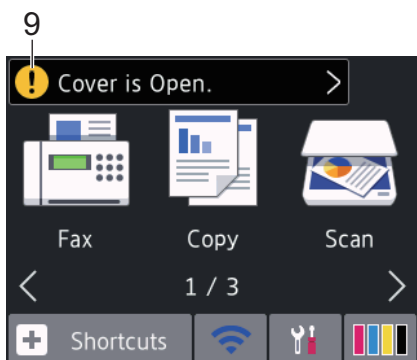 9
! Cover is Open. >
Fax Copy Scan
< 1 / 3 >
+ Shortcuts